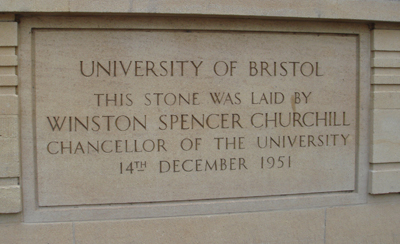 UNIVERSITY OF BRISTOL
THIS STONE WAS LAID BY
WINSTON SPENCER CHURCHILL
CHANCELLOR OF THE UNIVERSITY
14TH DECEMBER 1951